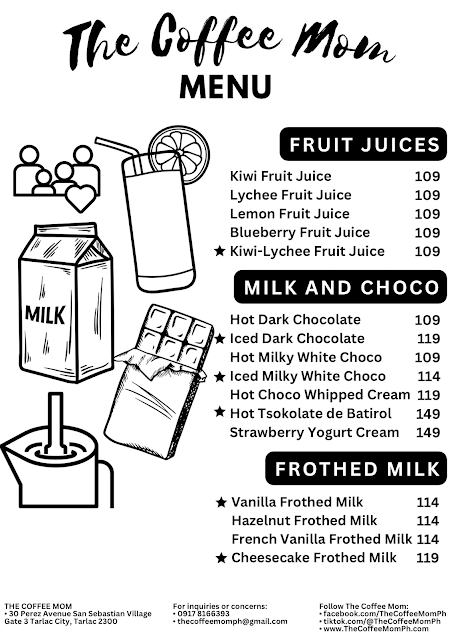 The Coffee Mom
MENU
FRUIT JUICES
Kiwi Fruit Juice 109
Lychee Fruit Juice 109
Lemon Fruit Juice 109
Blueberry Fruit Juice 109
★ Kiwi-Lychee Fruit Juice 109
MILK AND CHOCO
Hot Dark Chocolate 109
★ Iced Dark Chocolate 119
Hot Milky White Choco 109
★ Iced Milky White Choco 114
Hot Choco Whipped Cream 119
★ Hot Tsokolate de Batirol 149
Strawberry Yogurt Cream 149
FROTHED MILK
★ Vanilla Frothed Milk 114
Hazelnut Frothed Milk 114
French Vanilla Frothed Milk 114
★ Cheesecake Frothed Milk 119
MILK
THE COFFEE MOM
• 30 Perez Avenue San Sebastian Village
Gate 3 Tarlac City, Tarlac 2300
For inquiries or concerns:
• 0917 8166393
• thecoffeemomph@gmail.com
Follow The Coffee Mom:
• facebook.com/TheCoffeeMomPh
• tiktok.com/@TheCoffeeMomPh
• www.TheCoffeeMomPh.com